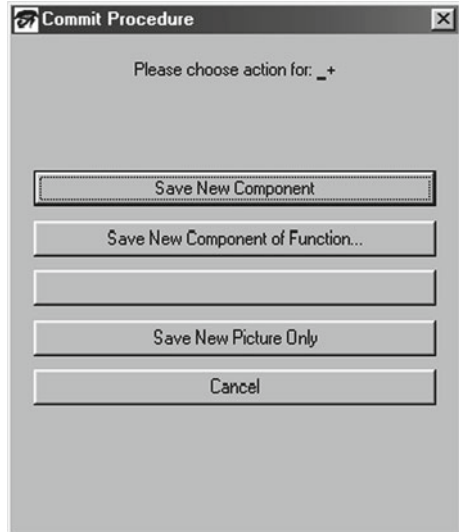 Commit Procedure
Please choose action for: _+
Save New Component
Save New Component of Function...
Save New Picture Only
Cancel